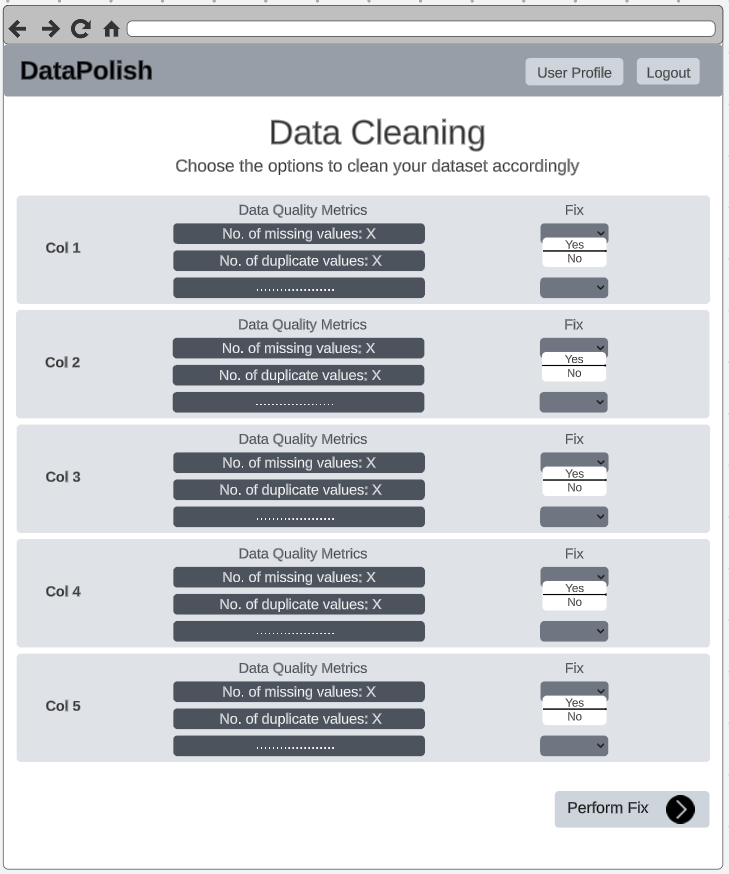 DataPolish
User Profile
Logout
Data Cleaning
Choose the options to clean your dataset accordingly
Data Quality Metrics
Fix
Col 1
No. of missing values: X
Yes
No
No. of duplicate values: X
.....................
Data Quality Metrics
Fix
Col 2
No. of missing values: X
Yes
No
No. of duplicate values: X
.....................
Data Quality Metrics
Fix
Col 3
No. of missing values: X
Yes
No
No. of duplicate values: X
.....................
Data Quality Metrics
Fix
Col 4
No. of missing values: X
Yes
No
No. of duplicate values: X
.....................
Data Quality Metrics
Fix
Col 5
No. of missing values: X
Yes
No
No. of duplicate values: X
.....................
Perform Fix